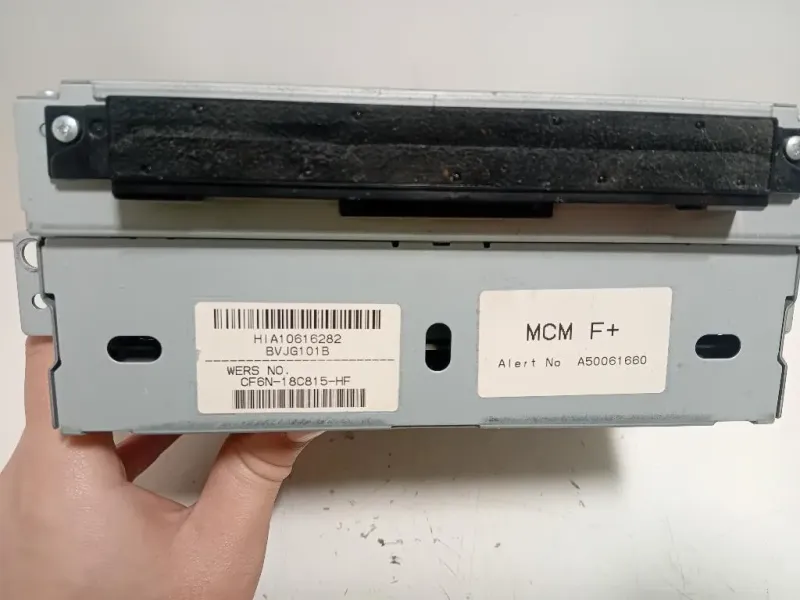 HIA10616282
BVJG101B
WERS NO.
CF6N-18C815-HF
MCM F+
Alert No A50061660